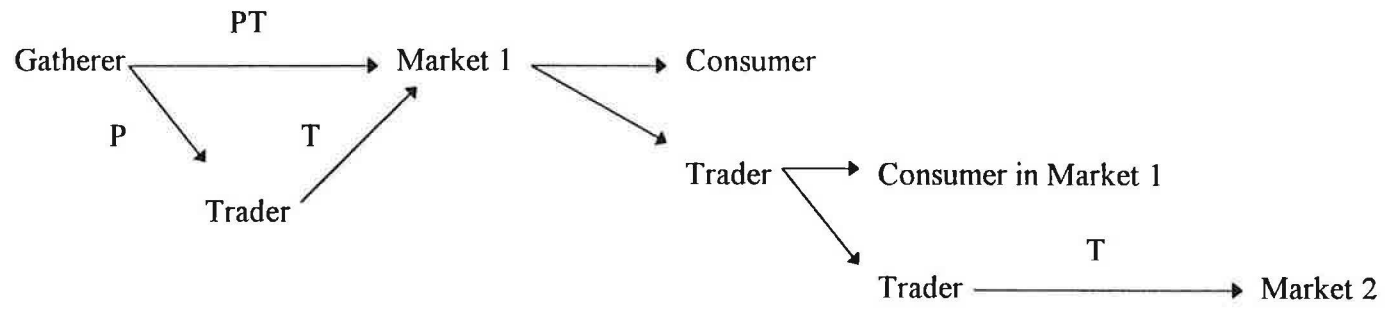 PT
Gatherer Market 1 Consumer
P T
Trader Consumer in Market 1
Trader
T
Trader Market 2